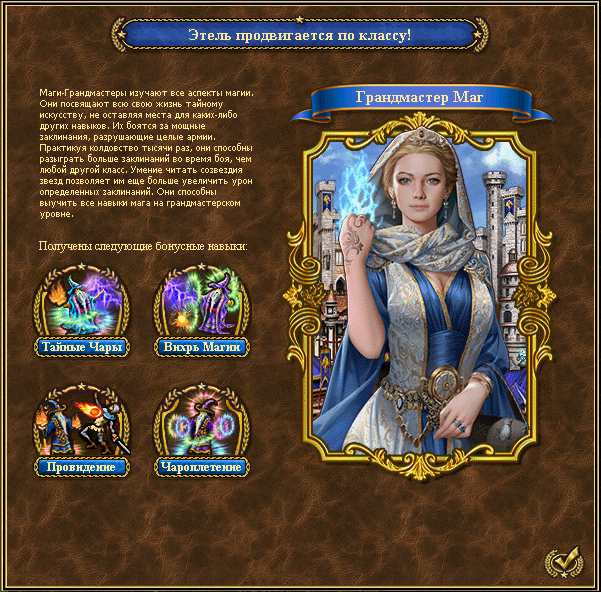 Этель продвигается по классу!
Грандмастер Маг
Маги-Грандмастеры изучают все аспекты магии.
Они посвящают всю свою жизнь тайному
искусству, не оставляя места для каких-либо
других навыков. Их боятся за мощные
заклинания, разрушающие целые армии.
Практикуя колдовство тысячи раз, они способны
разыграть больше заклинаний во время боя, чем
любой другой класс. Умение читать созвездия
звезд позволяет им еще больше увеличить урон
определенных заклинаний. Они способны
выучить все навыки мага на грандмастерском
уровне.
Получены следующие бонусные навыки:
Тайные Чары
Вихрь Магии
Провидение
Чароплетение